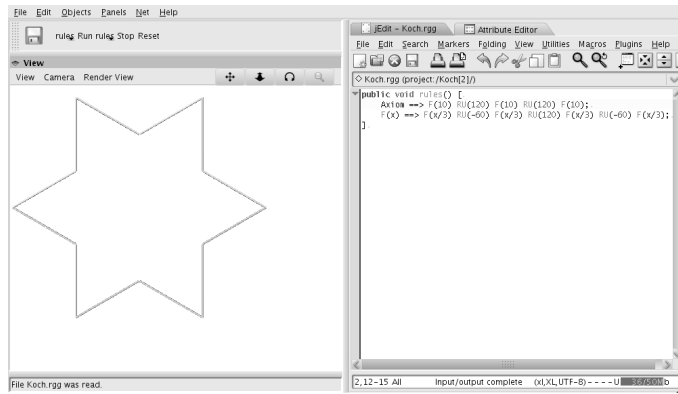 File Edit Objects Panels Net Help
rules Run rules Stop Reset
View
View Camera Render View
File Koch.rgg was read.
jEdit - Koch.rgg Attribute Editor
File Edit Search Markers Folding View Utilities Macros Plugins Help
Koch.rgg (project:/Koch[2]/)
public void rules() [
Axiom ==> F(10) RU(120) F(10) RU(120) F(10);
F(x) ==> F(x/3) RU(-60) F(x/3) RU(120) F(x/3) RU(-60) F(x/3);
]
2,12-15 All Input/output complete (xl,XL,UTF-8)----U 36/50Mb